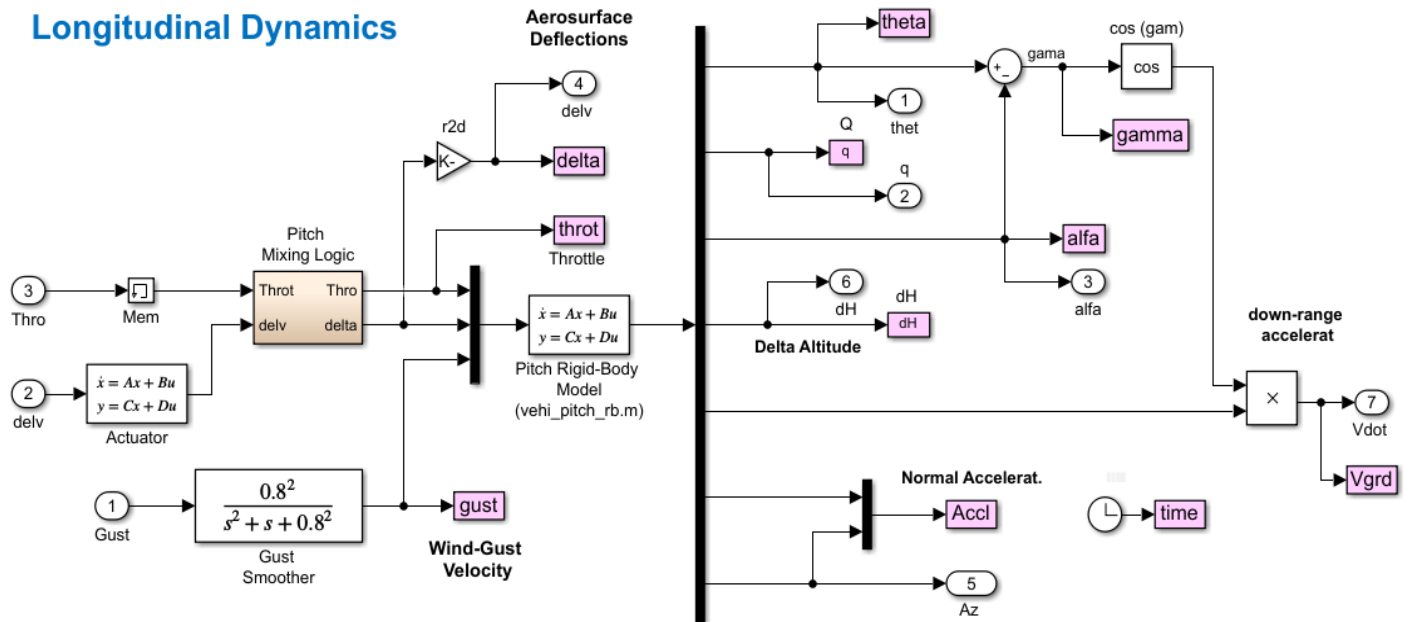 Longitudinal Dynamics
Aerosurface
Deflections
4
delv
r2d
K-
delta
throt
Throttle
Pitch
Mixing Logic
3
Thro
Mem
Throt
Thro
delv
delta
2
delv
ẋ = Ax + Bu
y = Cx + Du
Actuator
ẋ = Ax + Bu
y = Cx + Du
Pitch Rigid-Body
Model
(vehi_pitch_rb.m)
1
Gust
0.8²
s² + s + 0.8²
Gust
Smoother
gust
Wind-Gust
Velocity
theta
1
thet
+
_
gama
cos (gam)
cos
gamma
Q
q
q
2
alfa
3
alfa
6
dH
dH
dH
Delta Altitude
down-range
accelerat
×
7
Vdot
Vgrd
Normal Accelerat.
Accl
time
5
Az